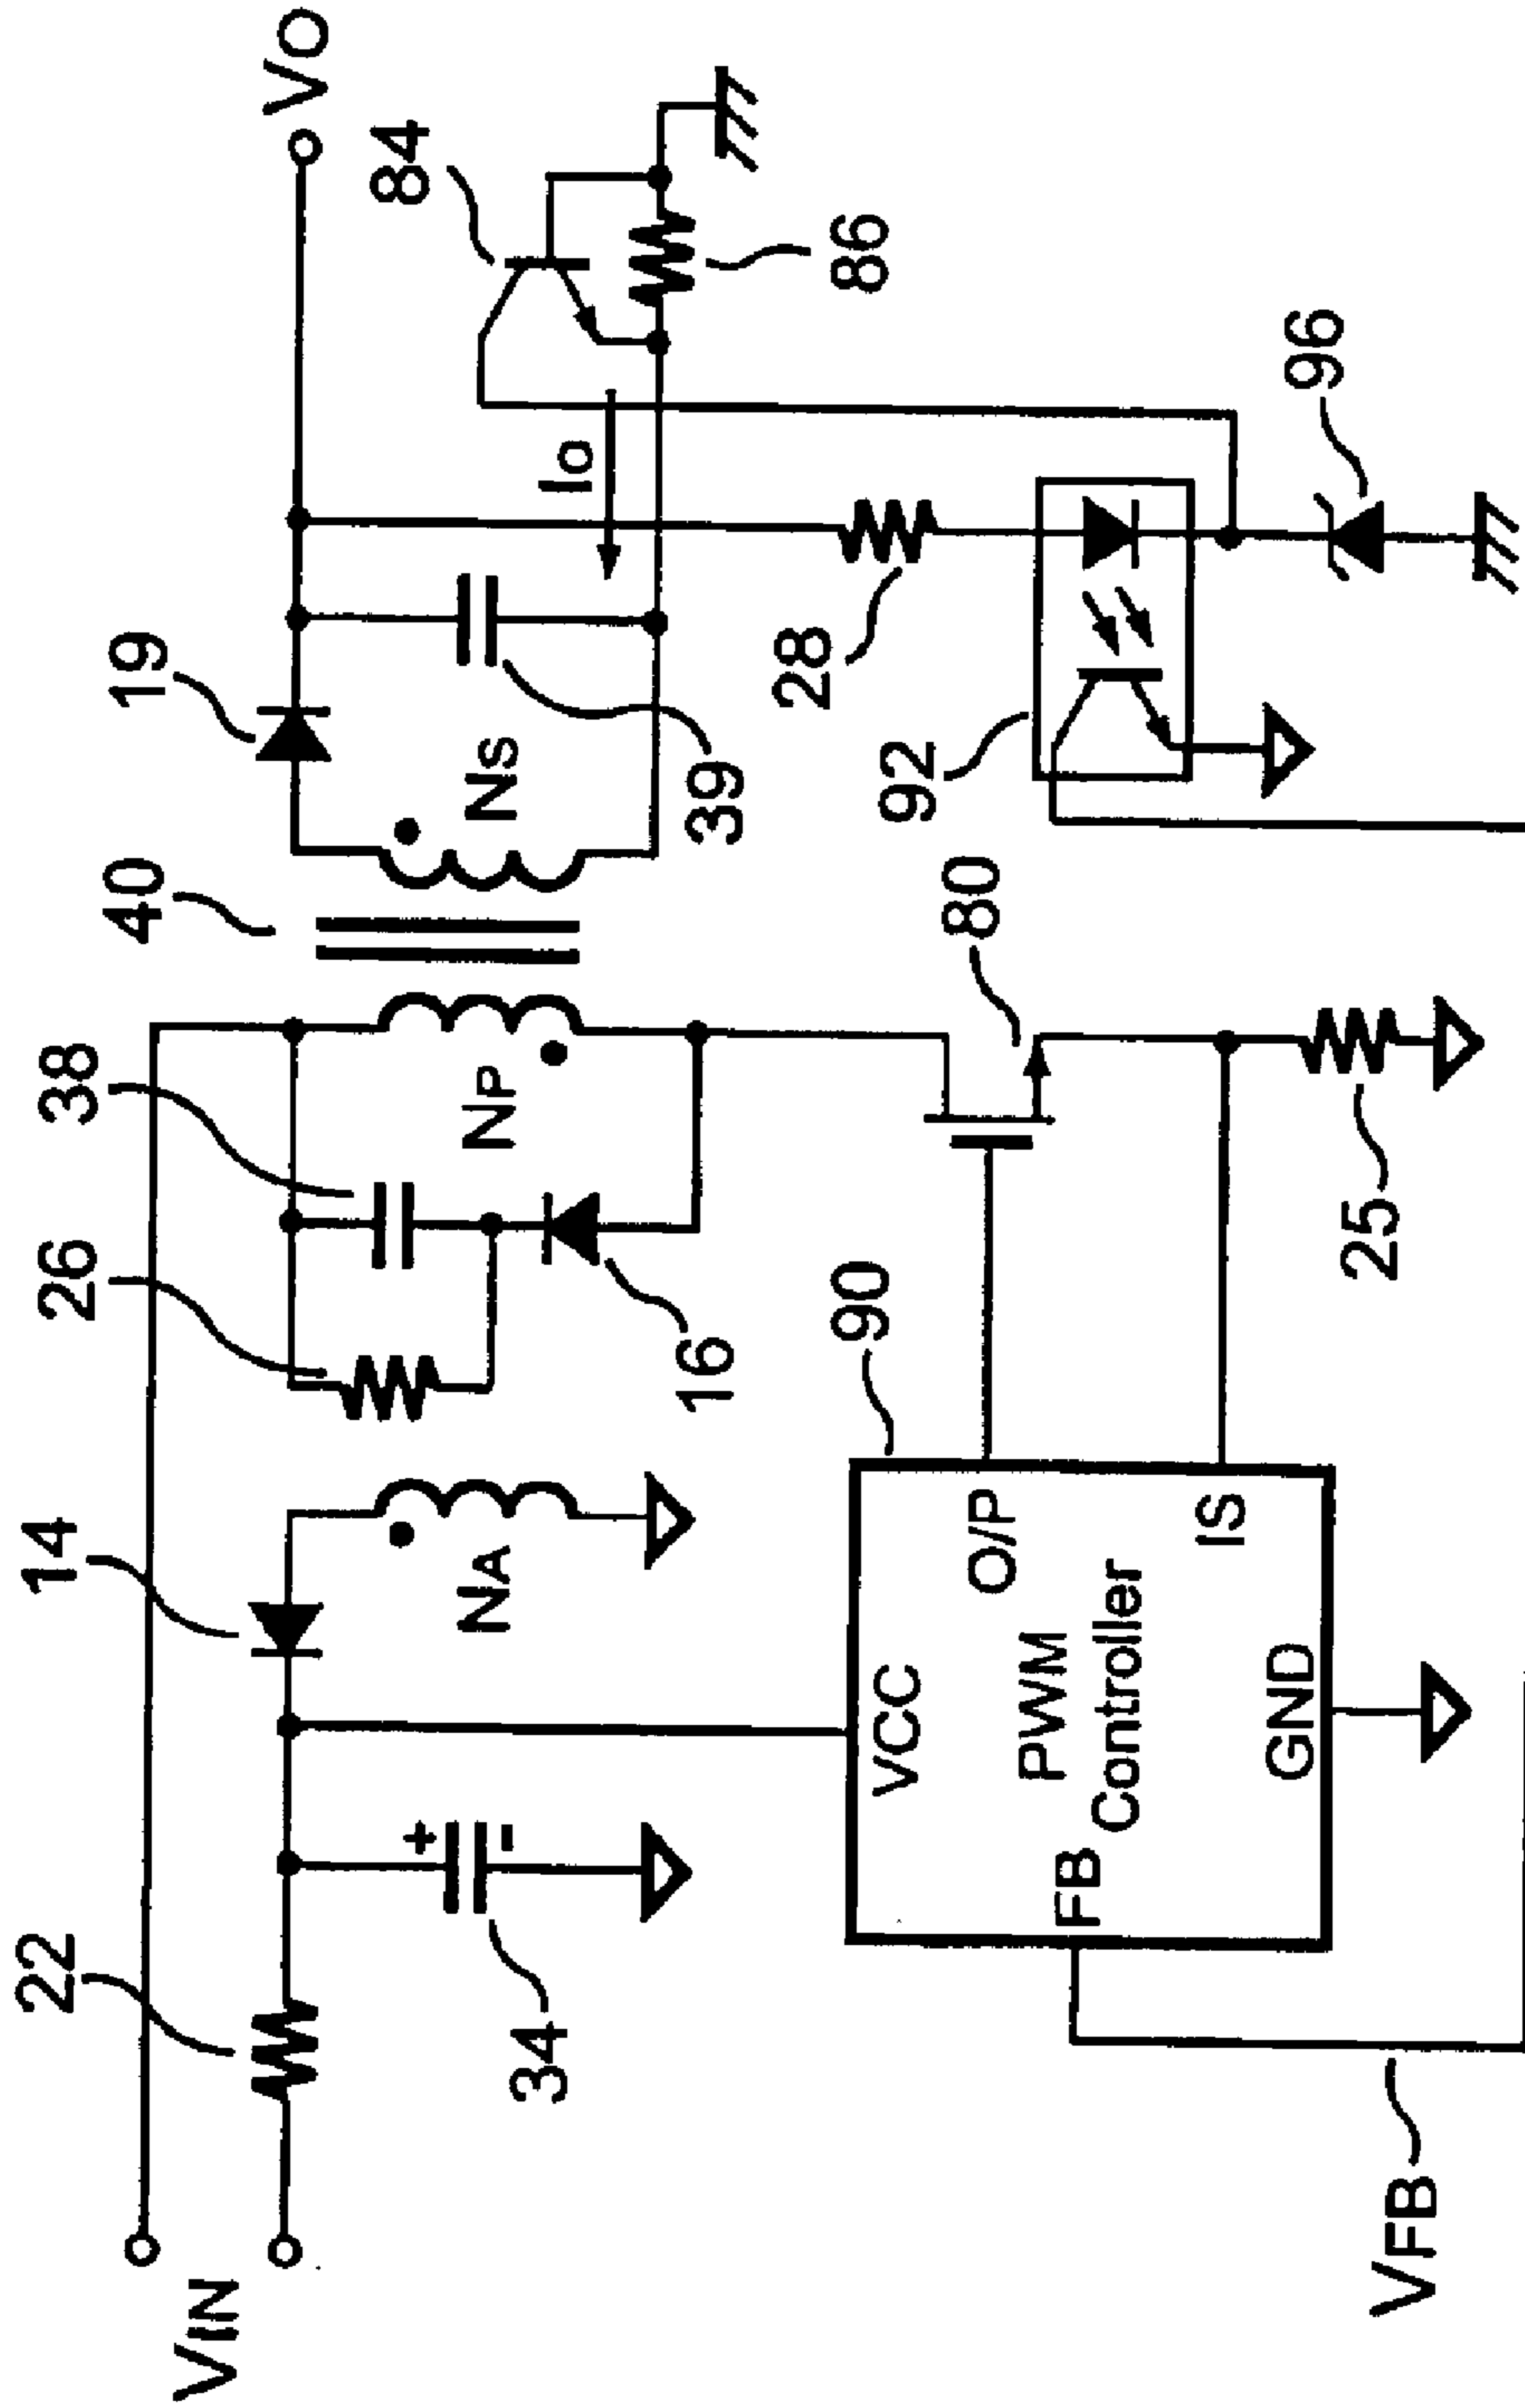 VIN
22
34
14
NA
26
38
16
NP
40
19
NS
39
IO
VO
84
86
28
92
96
80
25
90
VCC
O/P
PWM
Controller
FB
IS
GND
VFB